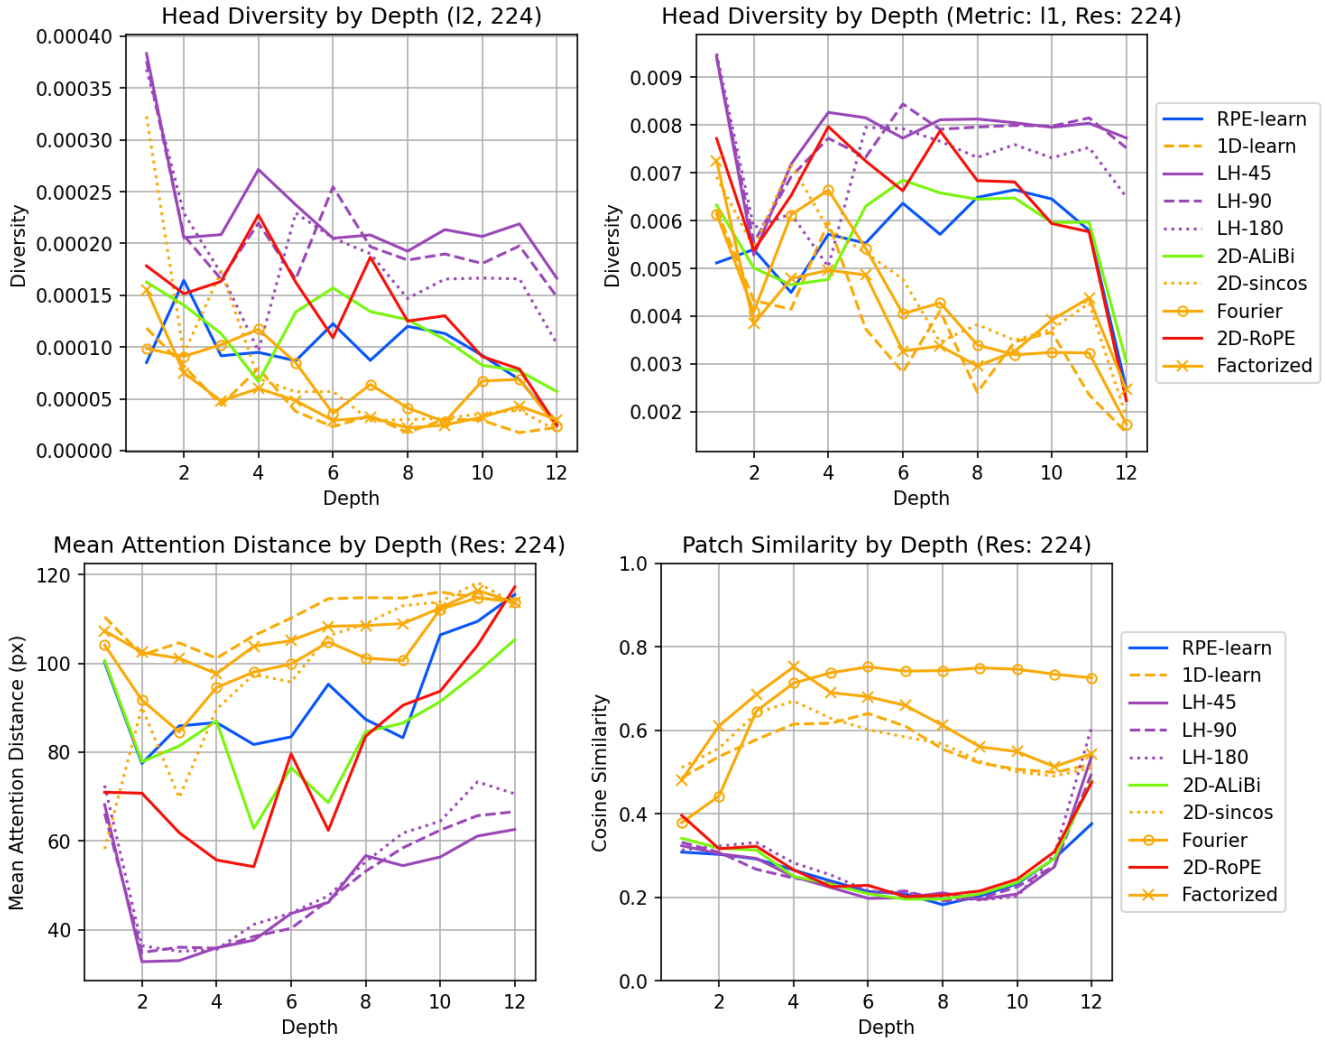 Head Diversity by Depth (l2, 224)
0.00040
0.00035
0.00030
0.00025
0.00020
0.00015
0.00010
0.00005
0.00000
Diversity
2 4 6 8 10 12
Depth
Head Diversity by Depth (Metric: l1, Res: 224)
0.009
0.008
0.007
0.006
0.005
0.004
0.003
0.002
Diversity
2 4 6 8 10 12
Depth
RPE-learn
1D-learn
LH-45
LH-90
LH-180
2D-ALiBi
2D-sincos
Fourier
2D-RoPE
Factorized
Mean Attention Distance by Depth (Res: 224)
120
100
80
60
40
Mean Attention Distance (px)
2 4 6 8 10 12
Depth
Patch Similarity by Depth (Res: 224)
1.0
0.8
0.6
0.4
0.2
0.0
Cosine Similarity
2 4 6 8 10 12
Depth
RPE-learn
1D-learn
LH-45
LH-90
LH-180
2D-ALiBi
2D-sincos
Fourier
2D-RoPE
Factorized